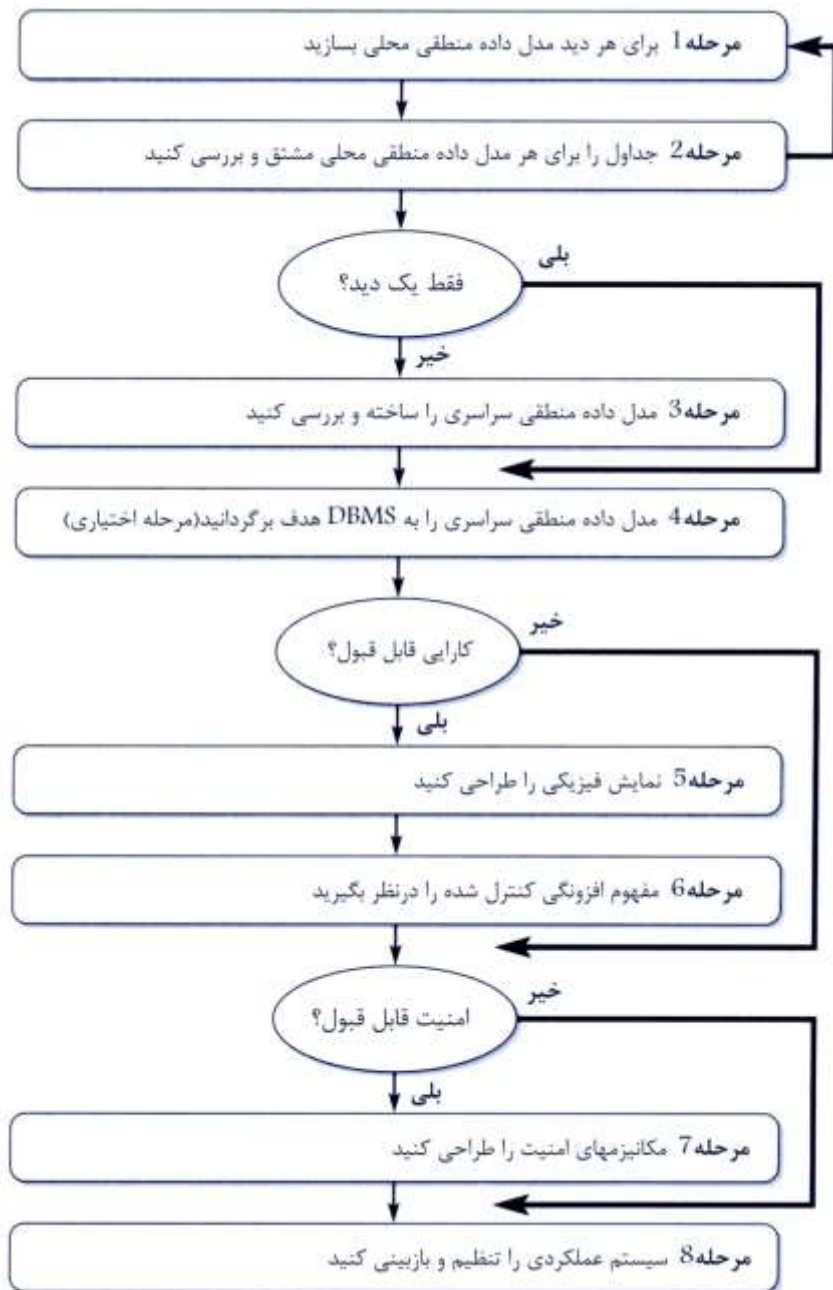 مرحله1 برای هر دید مدل داده منطقی محلی بسازید
مرحله2 جداول را برای هر مدل داده منطقی محلی مشتق و بررسی کنید
فقط یک دید؟
بلی
خیر
مرحله3 مدل داده منطقی سراسری را ساخته و بررسی کنید
مرحله4 مدل داده منطقی سراسری را به DBMS هدف برگردانید(مرحله اختیاری)
کارایی قابل قبول؟
خیر
بلی
مرحله5 نمایش فیزیکی را طراحی کنید
مرحله6 مفهوم افزونگی کنترل شده را درنظر بگیرید
امنیت قابل قبول؟
خیر
بلی
مرحله7 مکانیزمهای امنیت را طراحی کنید
مرحله8 سیستم عملکردی را تنظیم و بازبینی کنید